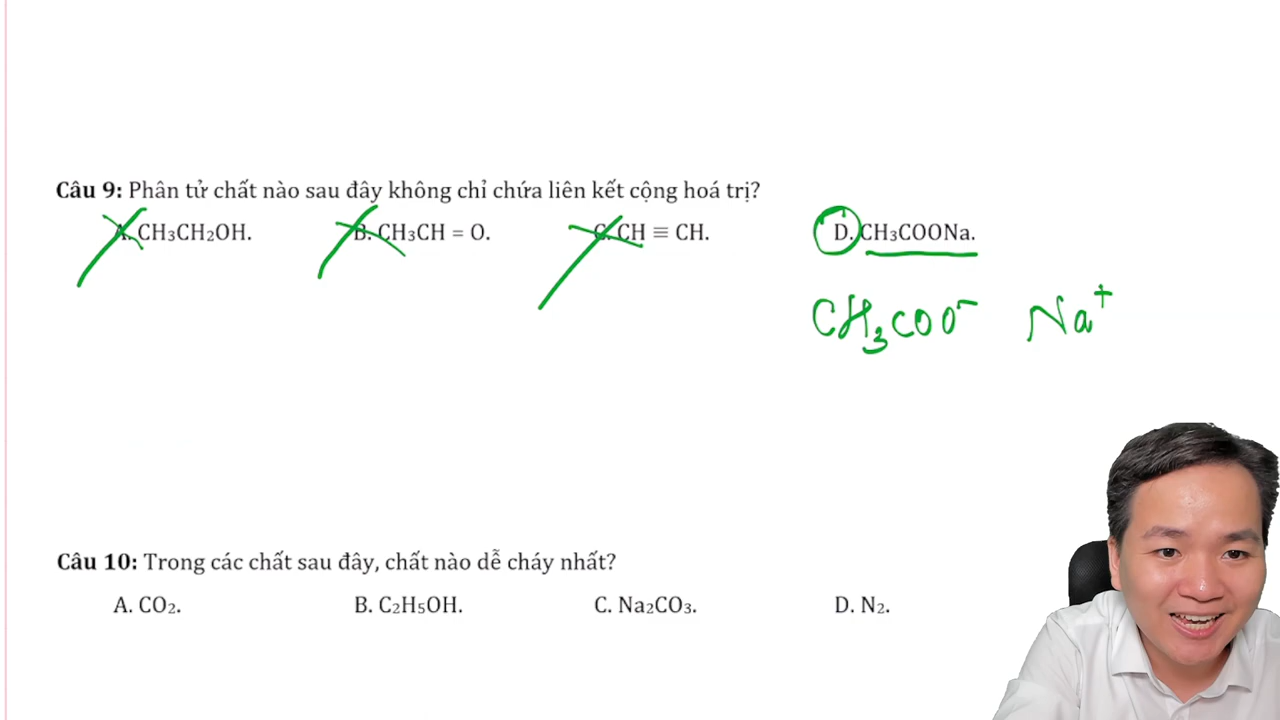 Câu 9: Phân tử chất nào sau đây không chỉ chứa liên kết cộng hoá trị?
A. CH₃CH₂OH. B. CH₃CH = O. C. CH ≡ CH. D. CH₃COONa.
CH₃COO⁻ Na⁺
Câu 10: Trong các chất sau đây, chất nào dễ cháy nhất?
A. CO₂. B. C₂H₅OH. C. Na₂CO₃. D. N₂.